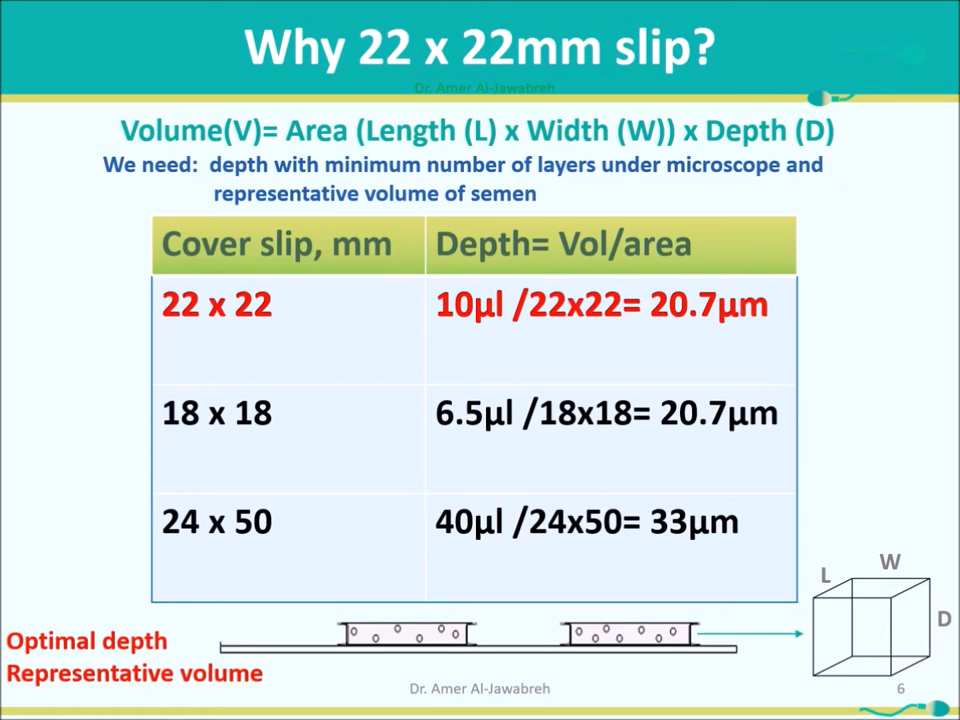 Why 22 x 22mm slip?
Dr. Amer Al-Jawabreh
Volume(V)= Area (Length (L) x Width (W)) x Depth (D)
We need: depth with minimum number of layers under microscope and
representative volume of semen
Cover slip, mm Depth= Vol/area
22 x 22 10µl /22x22= 20.7µm
18 x 18 6.5µl /18x18= 20.7µm
24 x 50 40µl /24x50= 33µm
W
L
D
Optimal depth
Representative volume
Dr. Amer Al-Jawabreh 6